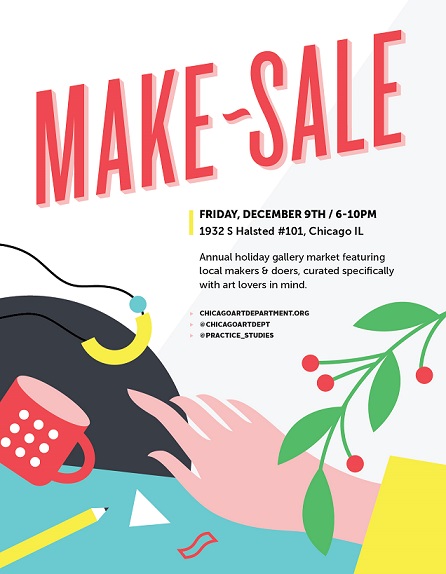 MAKE~SALE
FRIDAY, DECEMBER 9TH / 6-10PM
1932 S Halsted #101, Chicago IL
Annual holiday gallery market featuring
local makers & doers, curated specifically
with art lovers in mind.
CHICAGOARTDEPARTMENT.ORG
@CHICAGOARTDEPT
@PRACTICE_STUDIES